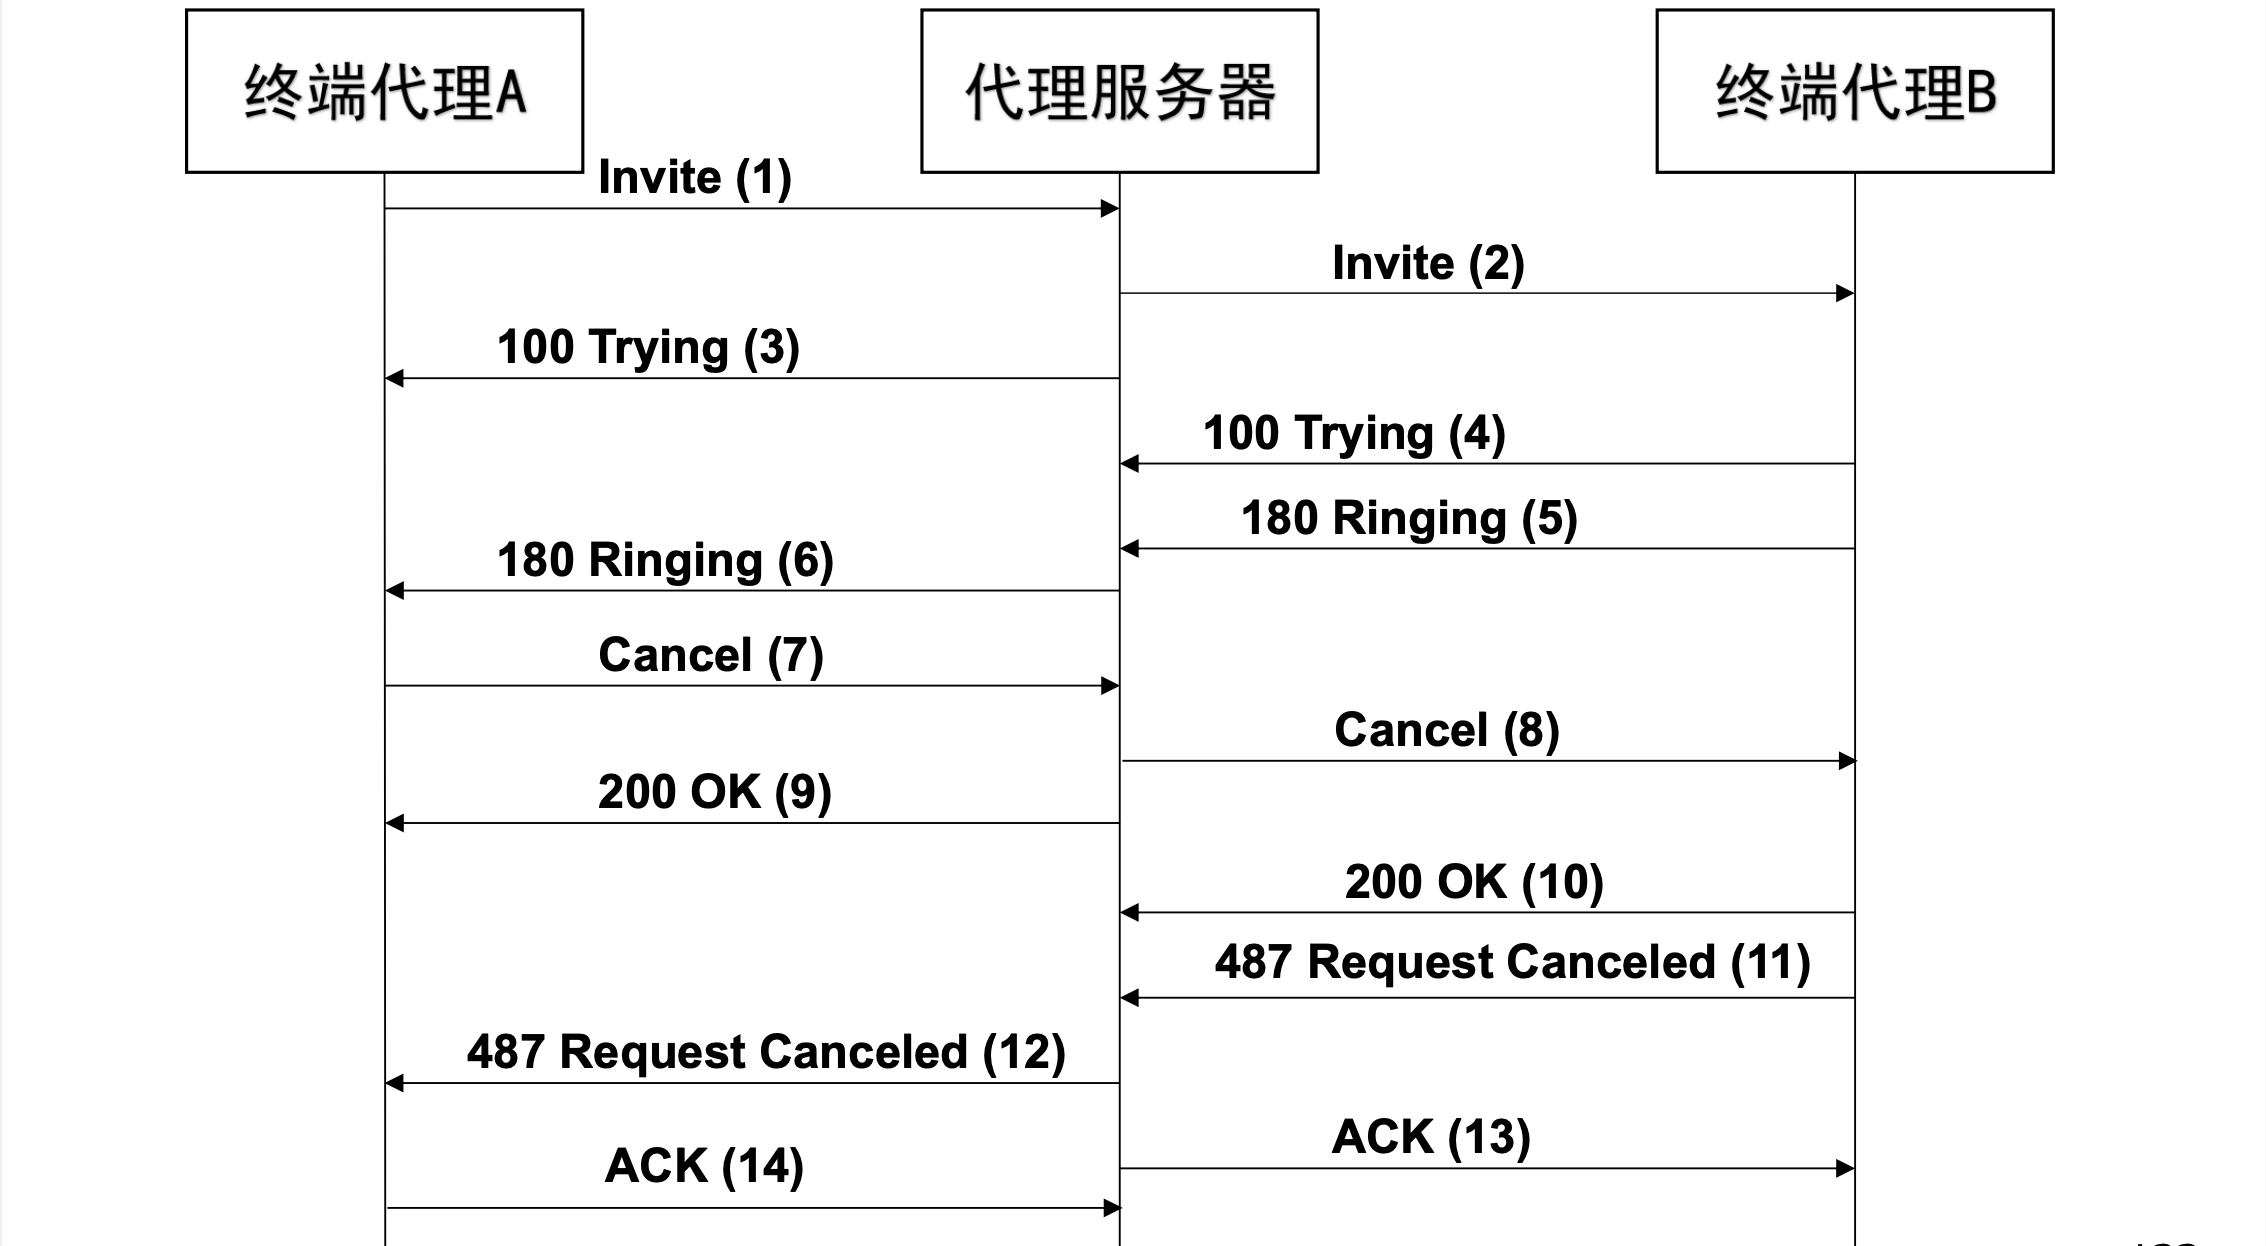 终端代理A
代理服务器
终端代理B
Invite (1)
Invite (2)
100 Trying (3)
100 Trying (4)
180 Ringing (5)
180 Ringing (6)
Cancel (7)
Cancel (8)
200 OK (9)
200 OK (10)
487 Request Canceled (11)
487 Request Canceled (12)
ACK (13)
ACK (14)